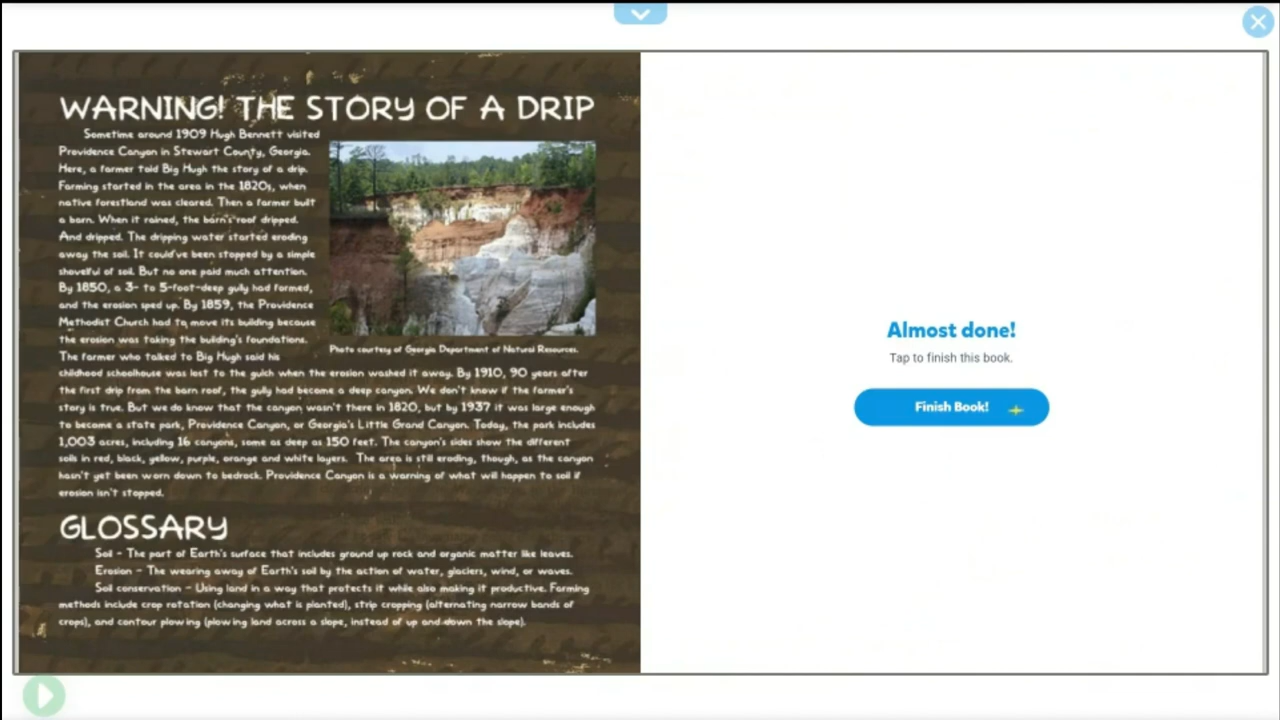 WARNING! THE STORY OF A DRIP
Sometime around 1909 Hugh Bennett visited
Providence Canyon in Stewart County, Georgia.
Here, a farmer told Big Hugh the story of a drip.
Farming started in the area in the 1820s, when
native forestland was cleared. Then a farmer built
a barn. When it rained, the barn's roof dripped.
And dripped. The dripping water started eroding
away the soil. It could've been stopped by a simple
shovelful of soil. But no one paid much attention.
By 1850, a 3- to 5-foot-deep gully had formed,
and the erosion sped up. By 1859, the Providence
Methodist Church had to move its building because
the erosion was taking the building's foundations.
The farmer who talked to Big Hugh said his
childhood schoolhouse was lost to the gulch when the erosion washed it away. By 1910, 90 years after
the first drip from the barn roof, the gully had become a deep canyon. We don't know if the farmer's
story is true. But we do know that the canyon wasn't there in 1820, but by 1937 it was large enough
to become a state park, Providence Canyon, or Georgia's Little Grand Canyon. Today, the park includes
1,003 acres, including 16 canyons, some as deep as 150 feet. The canyon's sides show the different
soils in red, black, yellow, purple, orange and white layers. The area is still eroding, though, as the canyon
hasn't yet been worn down to bedrock. Providence Canyon is a warning of what will happen to soil if
erosion isn't stopped.
Photo courtesy of Georgia Department of Natural Resources.
GLOSSARY
Soil – The part of Earth's surface that includes ground up rock and organic matter like leaves.
Erosion – The wearing away of Earth's soil by the action of water, glaciers, wind, or waves.
Soil conservation – Using land in a way that protects it while also making it productive. Farming
methods include crop rotation (changing what is planted), strip cropping (alternating narrow bands of
crops), and contour plowing (plowing land across a slope, instead of up and down the slope).
Almost done!
Tap to finish this book.
Finish Book!